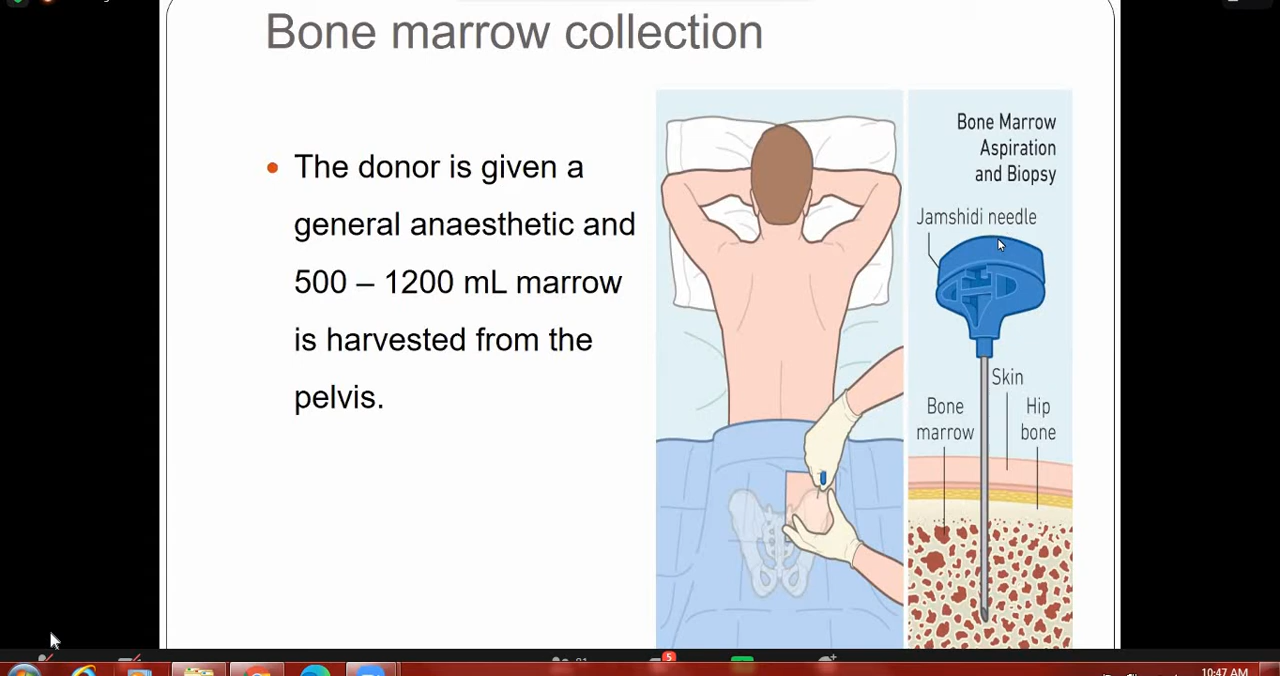 Bone marrow collection
The donor is given a
general anaesthetic and
500 – 1200 mL marrow
is harvested from the
pelvis.
Bone Marrow
Aspiration
and Biopsy
Jamshidi needle
Skin
Bone
marrow
Hip
bone
5
10:47 AM